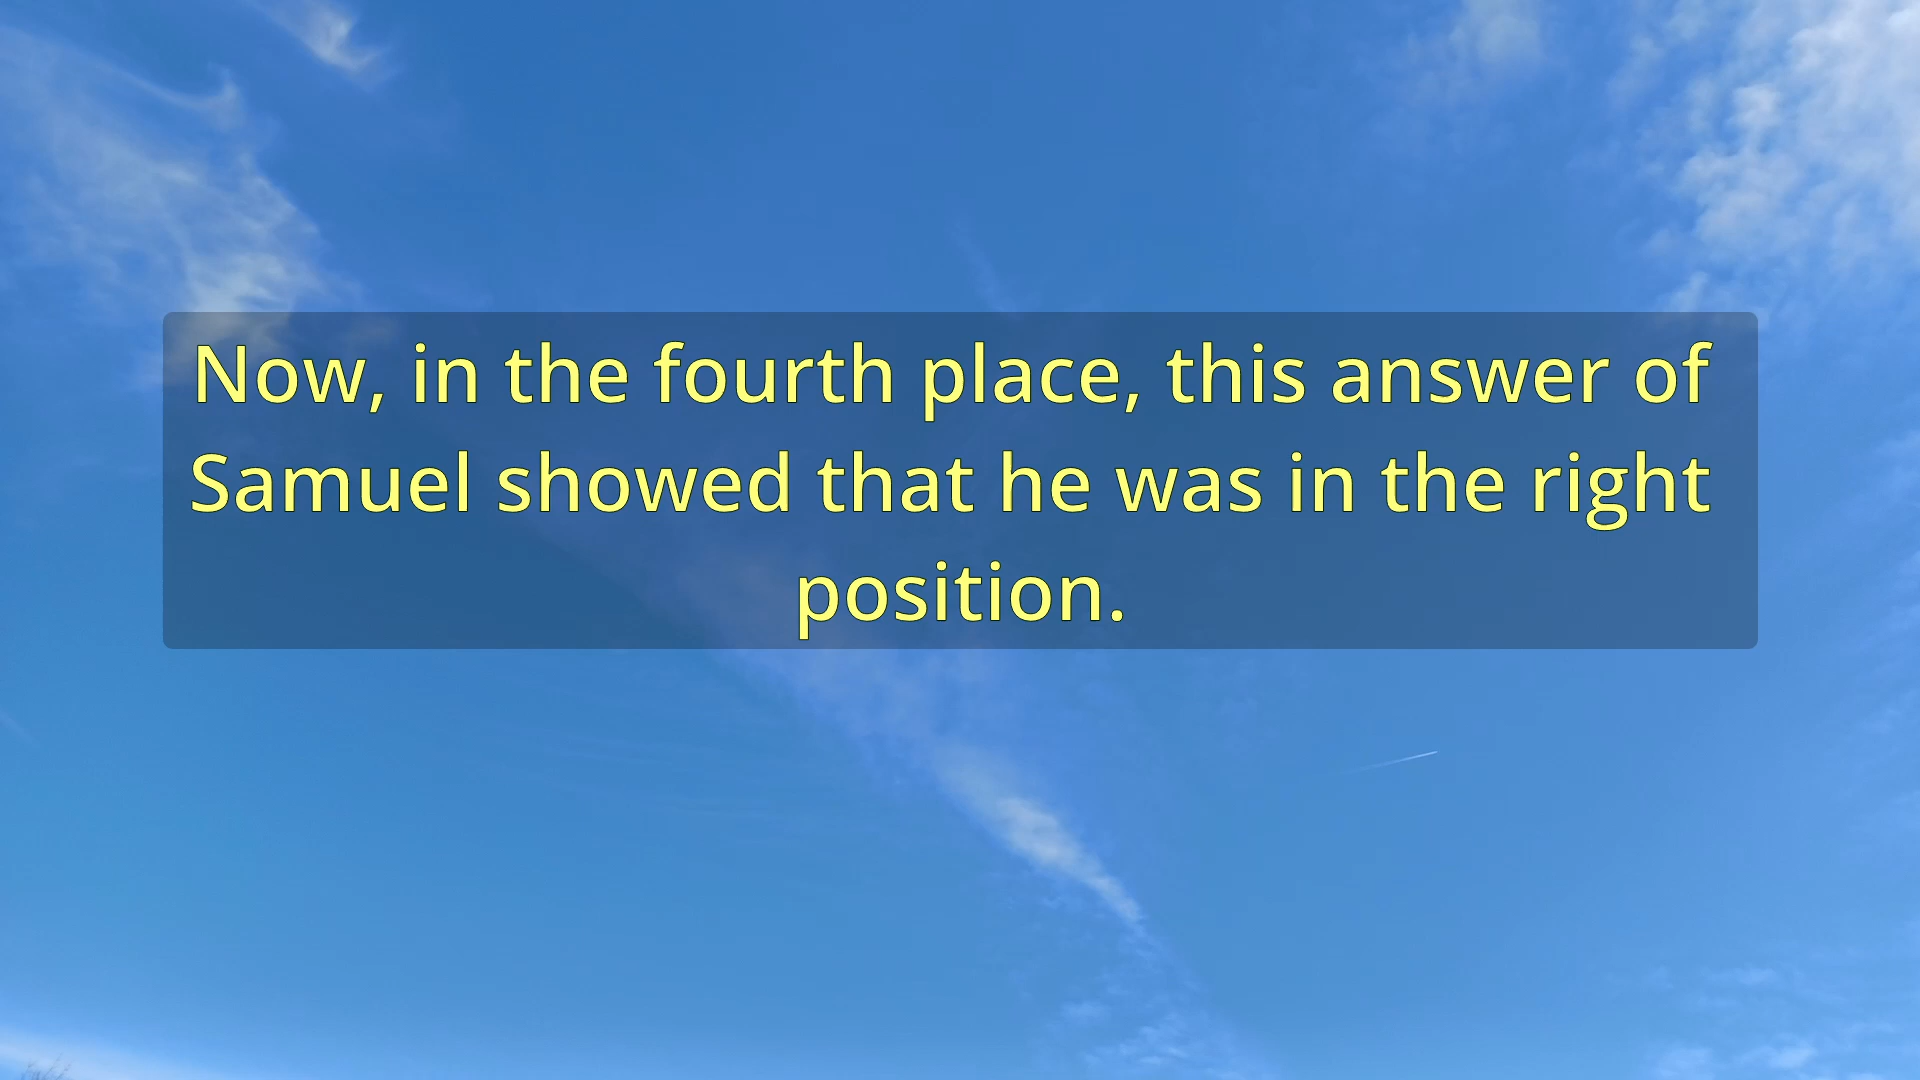 Now, in the fourth place, this answer of
Samuel showed that he was in the right
position.